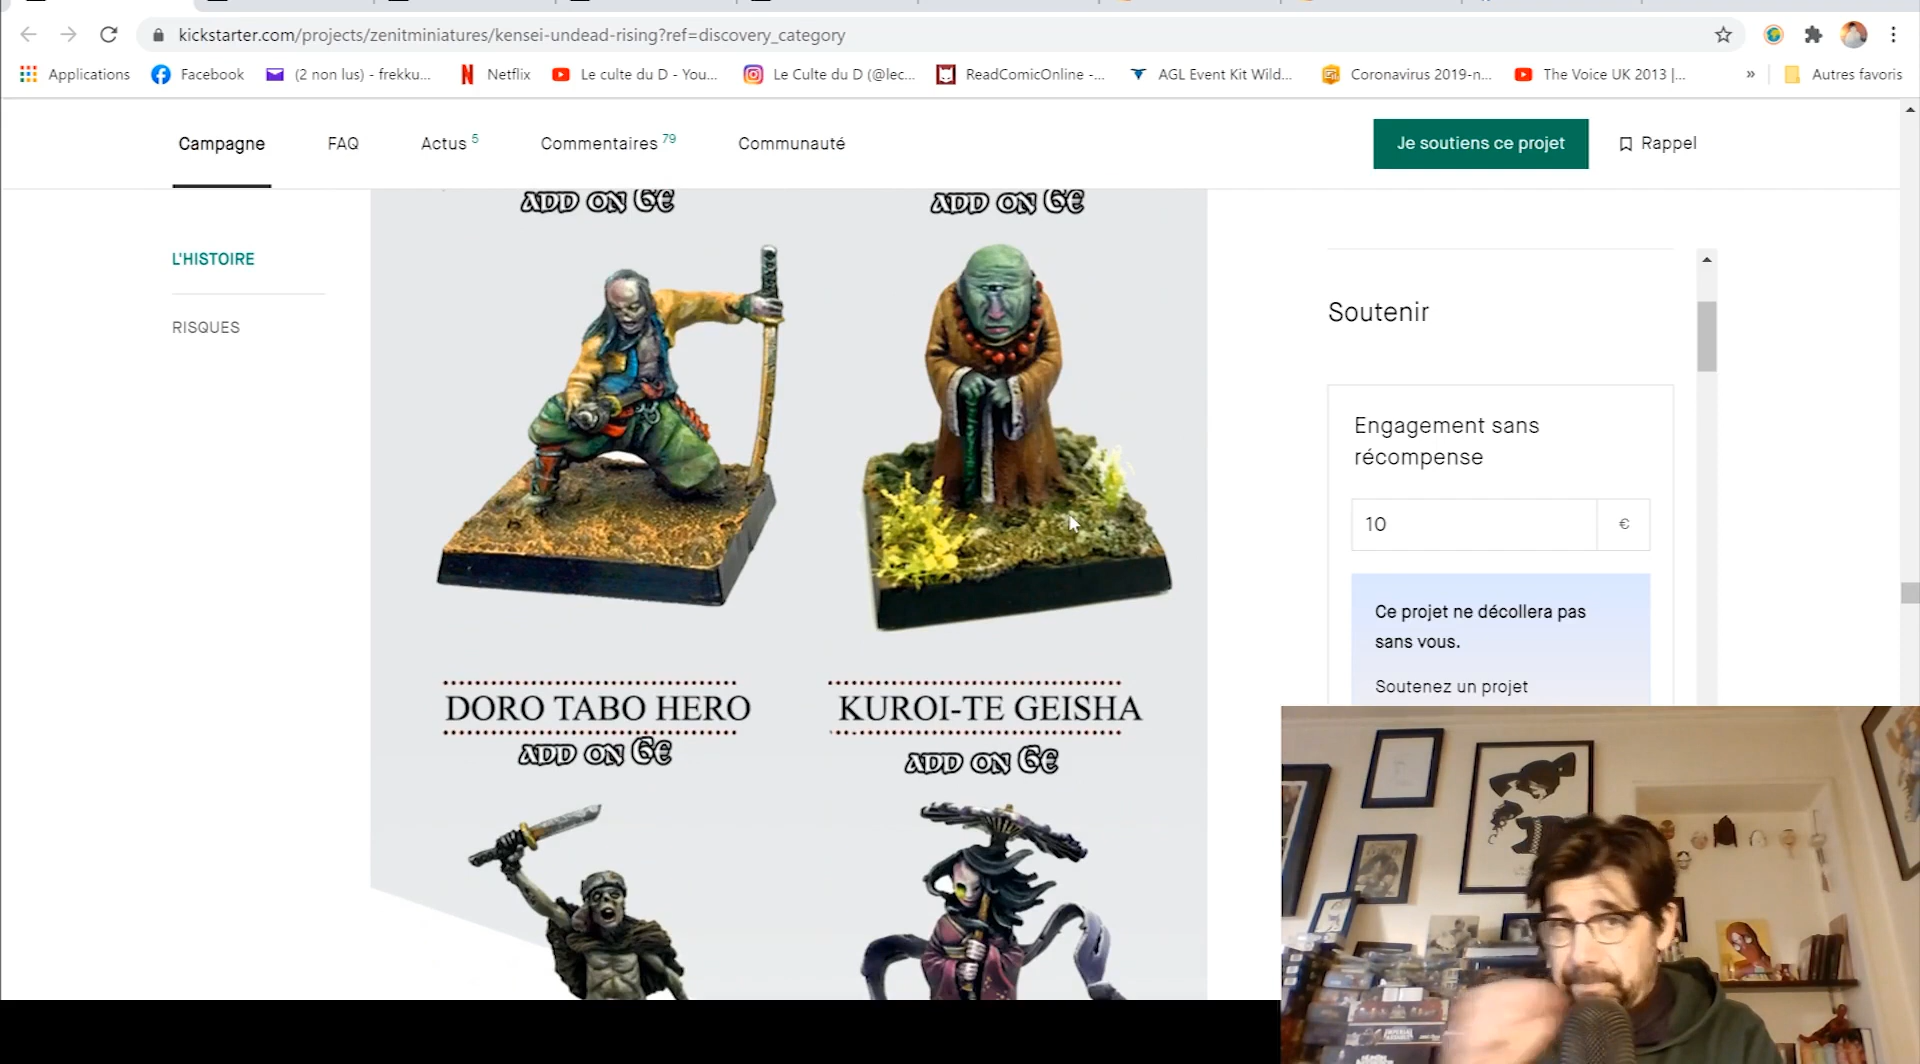 kickstarter.com/projects/zenitminiatures/kensei-undead-rising?ref=discovery_category
Applications
Facebook
(2 non lus) - frekku...
Netflix
Le culte du D - You...
Le Culte du D (@lec...
ReadComicOnline -...
AGL Event Kit Wild...
Coronavirus 2019-n...
The Voice UK 2013 |...
»
Autres favoris
Campagne
FAQ
Actus 5
Commentaires 79
Communauté
Je soutiens ce projet
Rappel
L'HISTOIRE
RISQUES
ADD ON 6€
ADD ON 6€
DORO TABO HERO
ADD ON 6€
KUROI-TE GEISHA
ADD ON 6€
Soutenir
Engagement sans
récompense
10
€
Ce projet ne décollera pas
sans vous.
Soutenez un projet